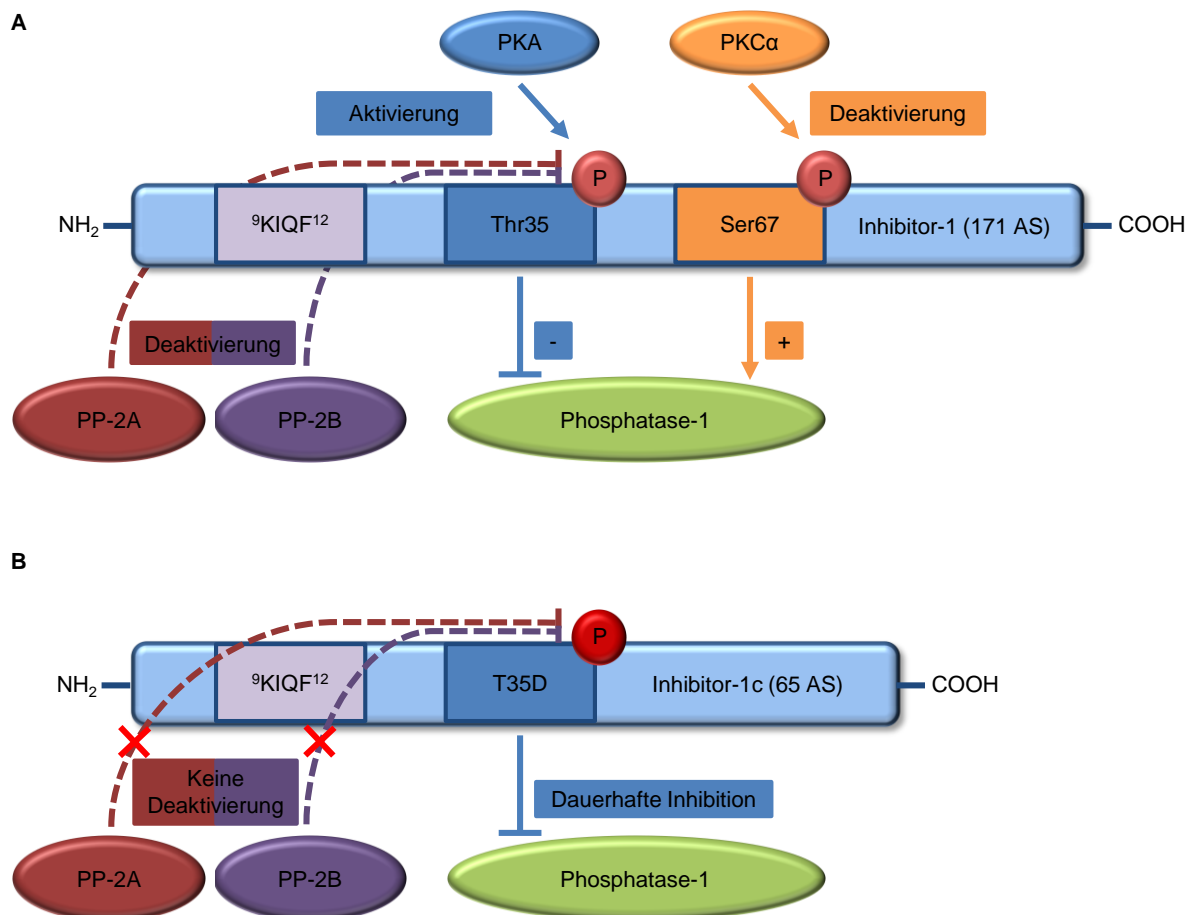 A
PKA
PKCα
Aktivierung
Deaktivierung
P
P
NH₂
⁹KIQF¹²
Thr35
Ser67
Inhibitor-1 (171 AS)
COOH
Deaktivierung
-
+
PP-2A
PP-2B
Phosphatase-1
B
P
NH₂
⁹KIQF¹²
T35D
Inhibitor-1c (65 AS)
COOH
Keine
Deaktivierung
Dauerhafte Inhibition
PP-2A
PP-2B
Phosphatase-1